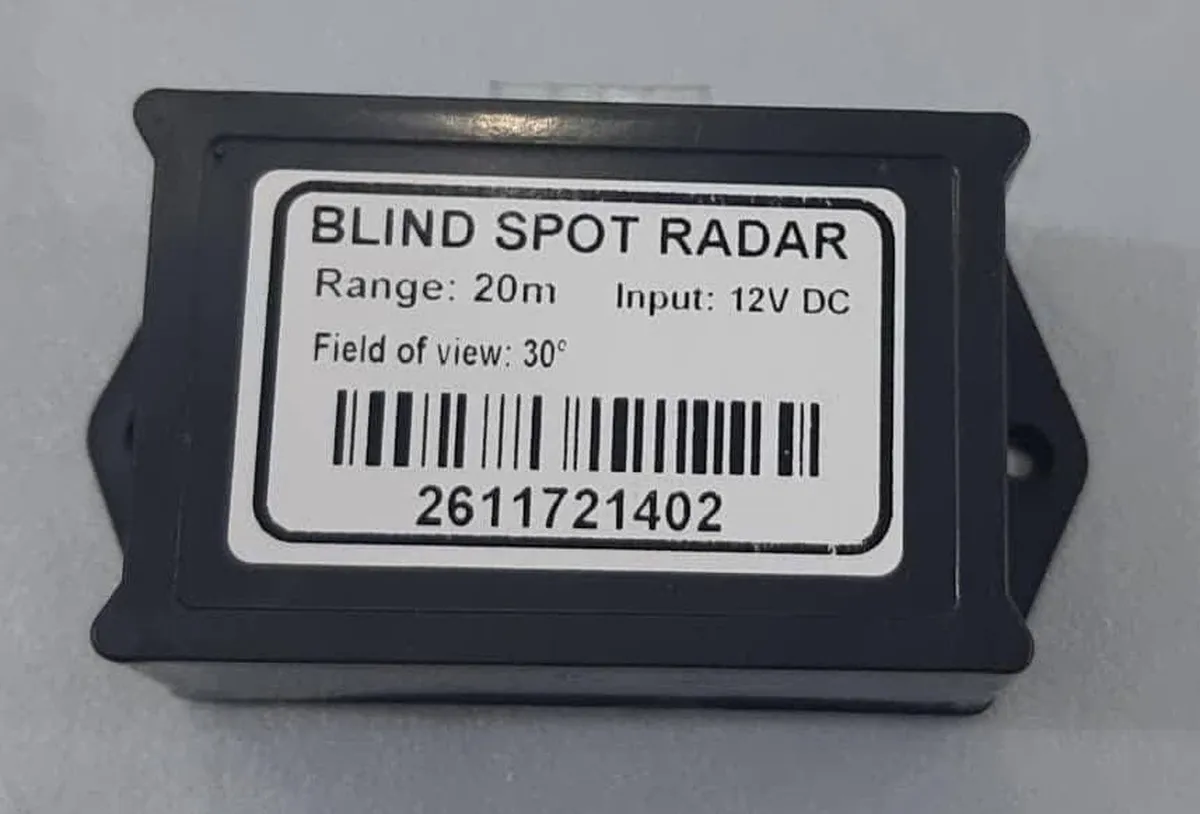 BLIND SPOT RADAR
Range: 20m Input: 12V DC
Field of view: 30°
2611721402